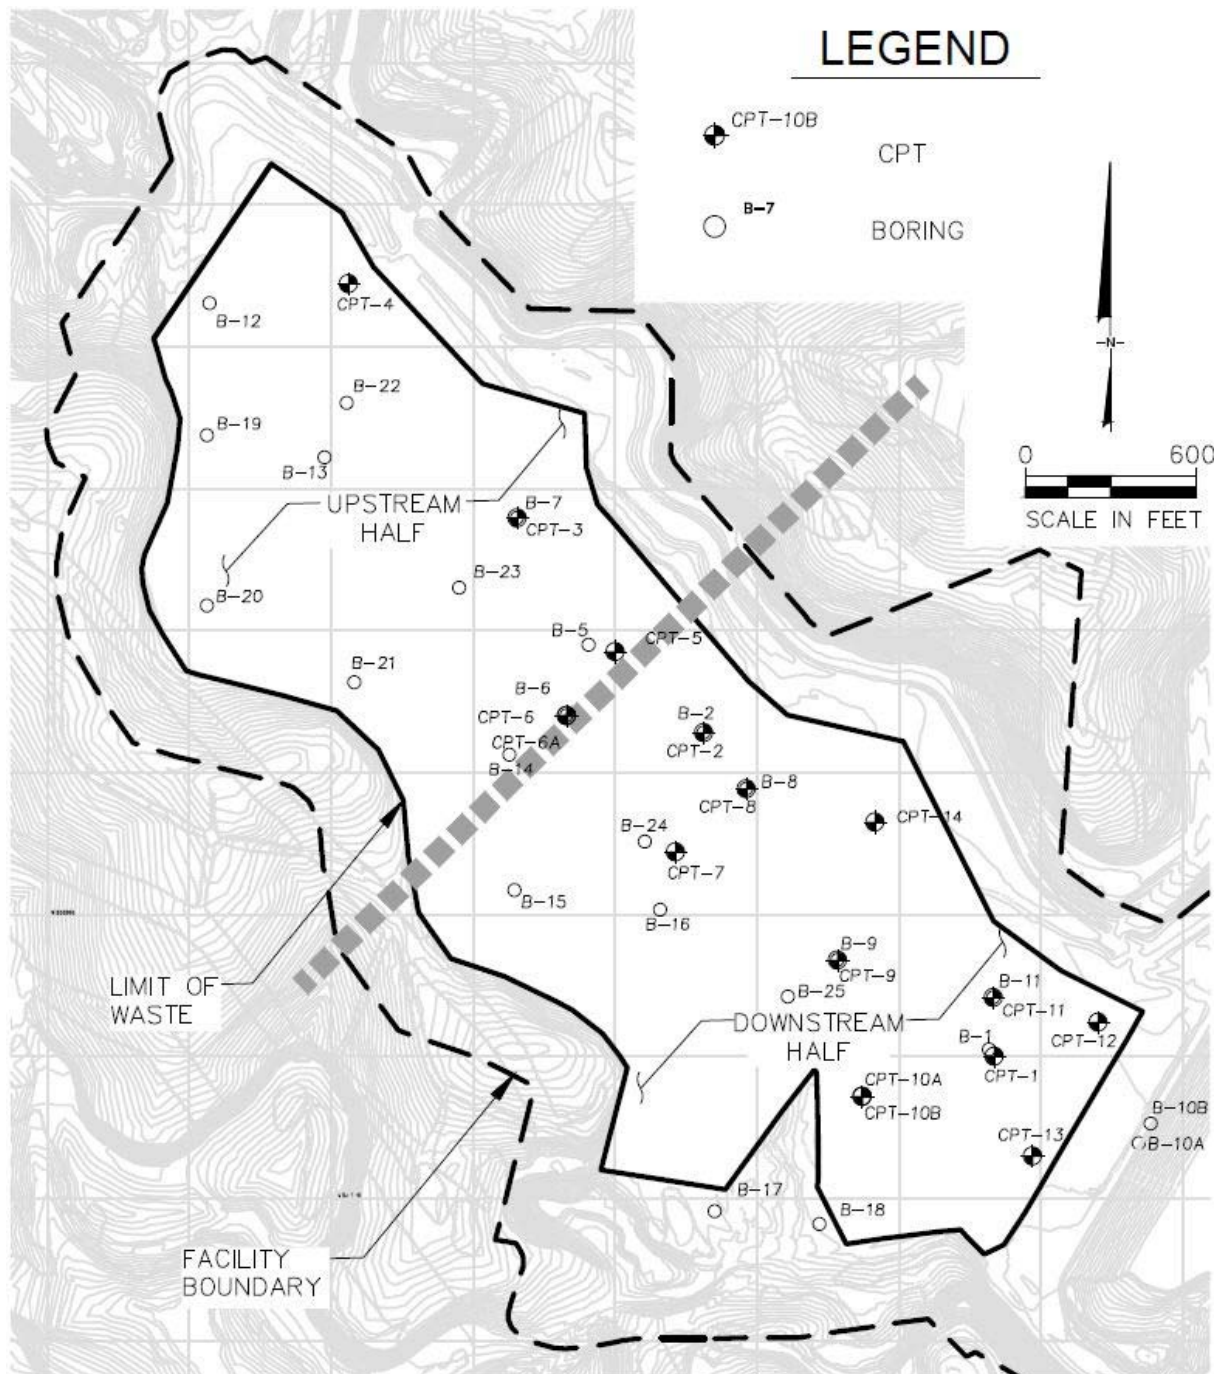 LEGEND
CPT-10B
CPT
B-7
BORING
-N-
0 600
SCALE IN FEET
CPT-4
B-12
B-22
B-19
B-13
UPSTREAM
HALF
B-7
CPT-3
B-23
B-20
B-5
CPT-5
B-21
B-6
CPT-6
CPT-6A
B-14
B-2
CPT-2
B-8
CPT-8
CPT-14
B-24
CPT-7
B-15
B-16
B-9
CPT-9
B-25
B-11
CPT-11
CPT-12
LIMIT OF
WASTE
DOWNSTREAM
HALF
B-1
CPT-1
CPT-10A
CPT-10B
B-10B
B-10A
CPT-13
B-17
B-18
FACILITY
BOUNDARY